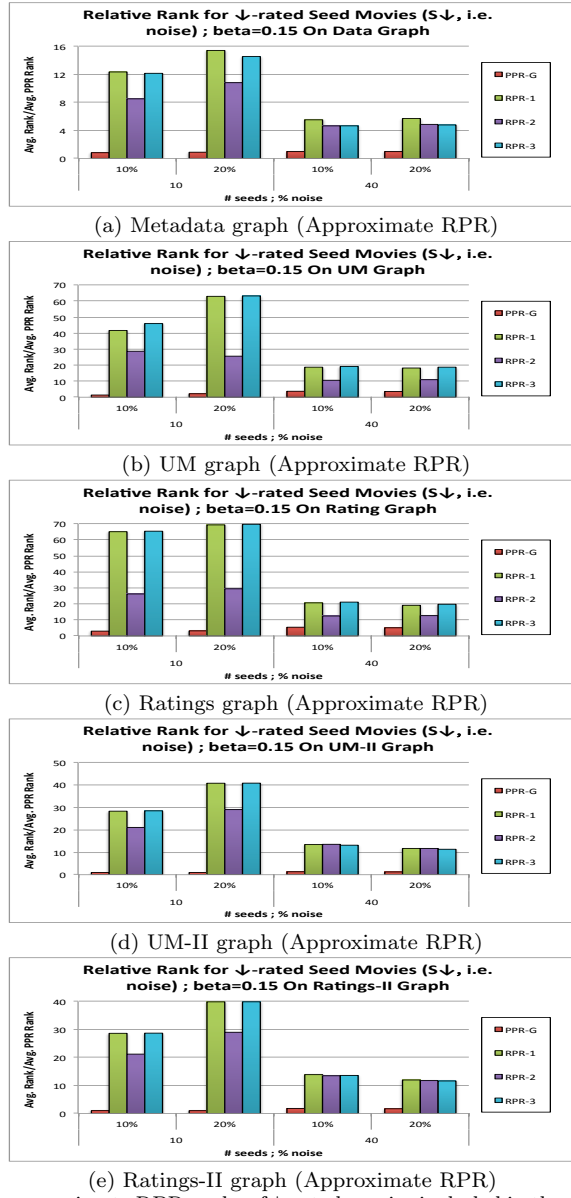 Relative Rank for ↓-rated Seed Movies (S↓, i.e.
noise) ; beta=0.15 On Data Graph
Avg. Rank/Avg. PPR Rank
16
12
8
4
0
10% 20% 10% 20%
10 40
# seeds ; % noise
PPR-G
RPR-1
RPR-2
RPR-3
(a) Metadata graph (Approximate RPR)
Relative Rank for ↓-rated Seed Movies (S↓, i.e.
noise) ; beta=0.15 On UM Graph
Avg. Rank/Avg. PPR Rank
70
60
50
40
30
20
10
0
10% 20% 10% 20%
10 40
# seeds ; % noise
PPR-G
RPR-1
RPR-2
RPR-3
(b) UM graph (Approximate RPR)
Relative Rank for ↓-rated Seed Movies (S↓, i.e.
noise) ; beta=0.15 On Rating Graph
Avg. Rank/Avg. PPR Rank
70
60
50
40
30
20
10
0
10% 20% 10% 20%
10 40
# seeds ; % noise
PPR-G
RPR-1
RPR-2
RPR-3
(c) Ratings graph (Approximate RPR)
Relative Rank for ↓-rated Seed Movies (S↓, i.e.
noise) ; beta=0.15 On UM-II Graph
Avg. Rank/Avg. PPR Rank
50
40
30
20
10
0
10% 20% 10% 20%
10 40
# seeds ; % noise
PPR-G
RPR-1
RPR-2
RPR-3
(d) UM-II graph (Approximate RPR)
Relative Rank for ↓-rated Seed Movies (S↓, i.e.
noise) ; beta=0.15 On Ratings-II Graph
Avg. Rank/Avg. PPR Rank
40
30
20
10
0
10% 20% 10% 20%
10 40
# seeds ; % noise
PPR-G
RPR-1
RPR-2
RPR-3
(e) Ratings-II graph (Approximate RPR)